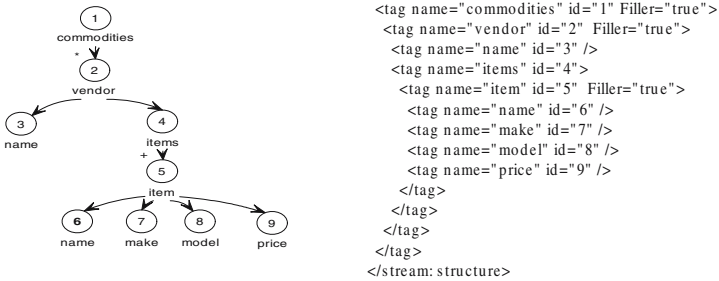 1
commodities
*
2
vendor
3
name
4
items
+
5
item
6
name
7
make
8
model
9
price
<tag name="commodities" id="1" Filler="true">
<tag name="vendor" id="2" Filler="true">
<tag name="name" id="3" />
<tag name="items" id="4">
<tag name="item" id="5" Filler="true">
<tag name="name" id="6" />
<tag name="make" id="7" />
<tag name="model" id="8" />
<tag name="price" id="9" />
</tag>
</tag>
</tag>
</tag>
</stream: structure>